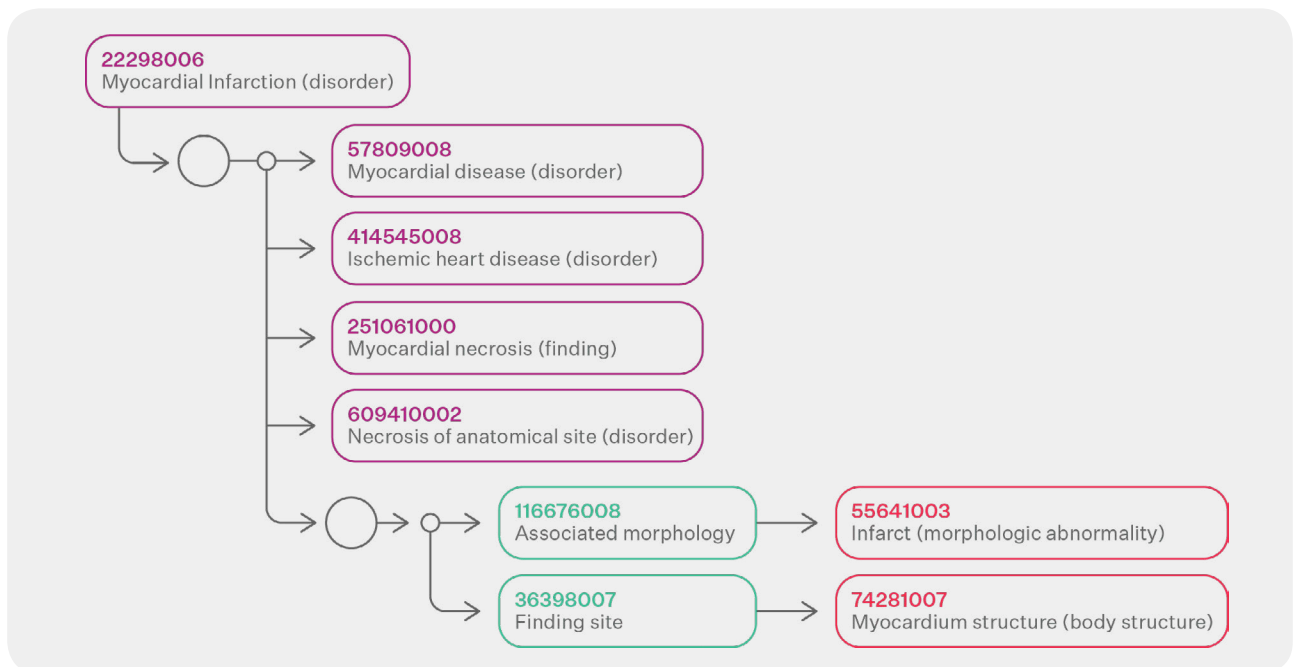 22298006
Myocardial Infarction (disorder)
57809008
Myocardial disease (disorder)
414545008
Ischemic heart disease (disorder)
251061000
Myocardial necrosis (finding)
609410002
Necrosis of anatomical site (disorder)
116676008
Associated morphology
55641003
Infarct (morphologic abnormality)
36398007
Finding site
74281007
Myocardium structure (body structure)